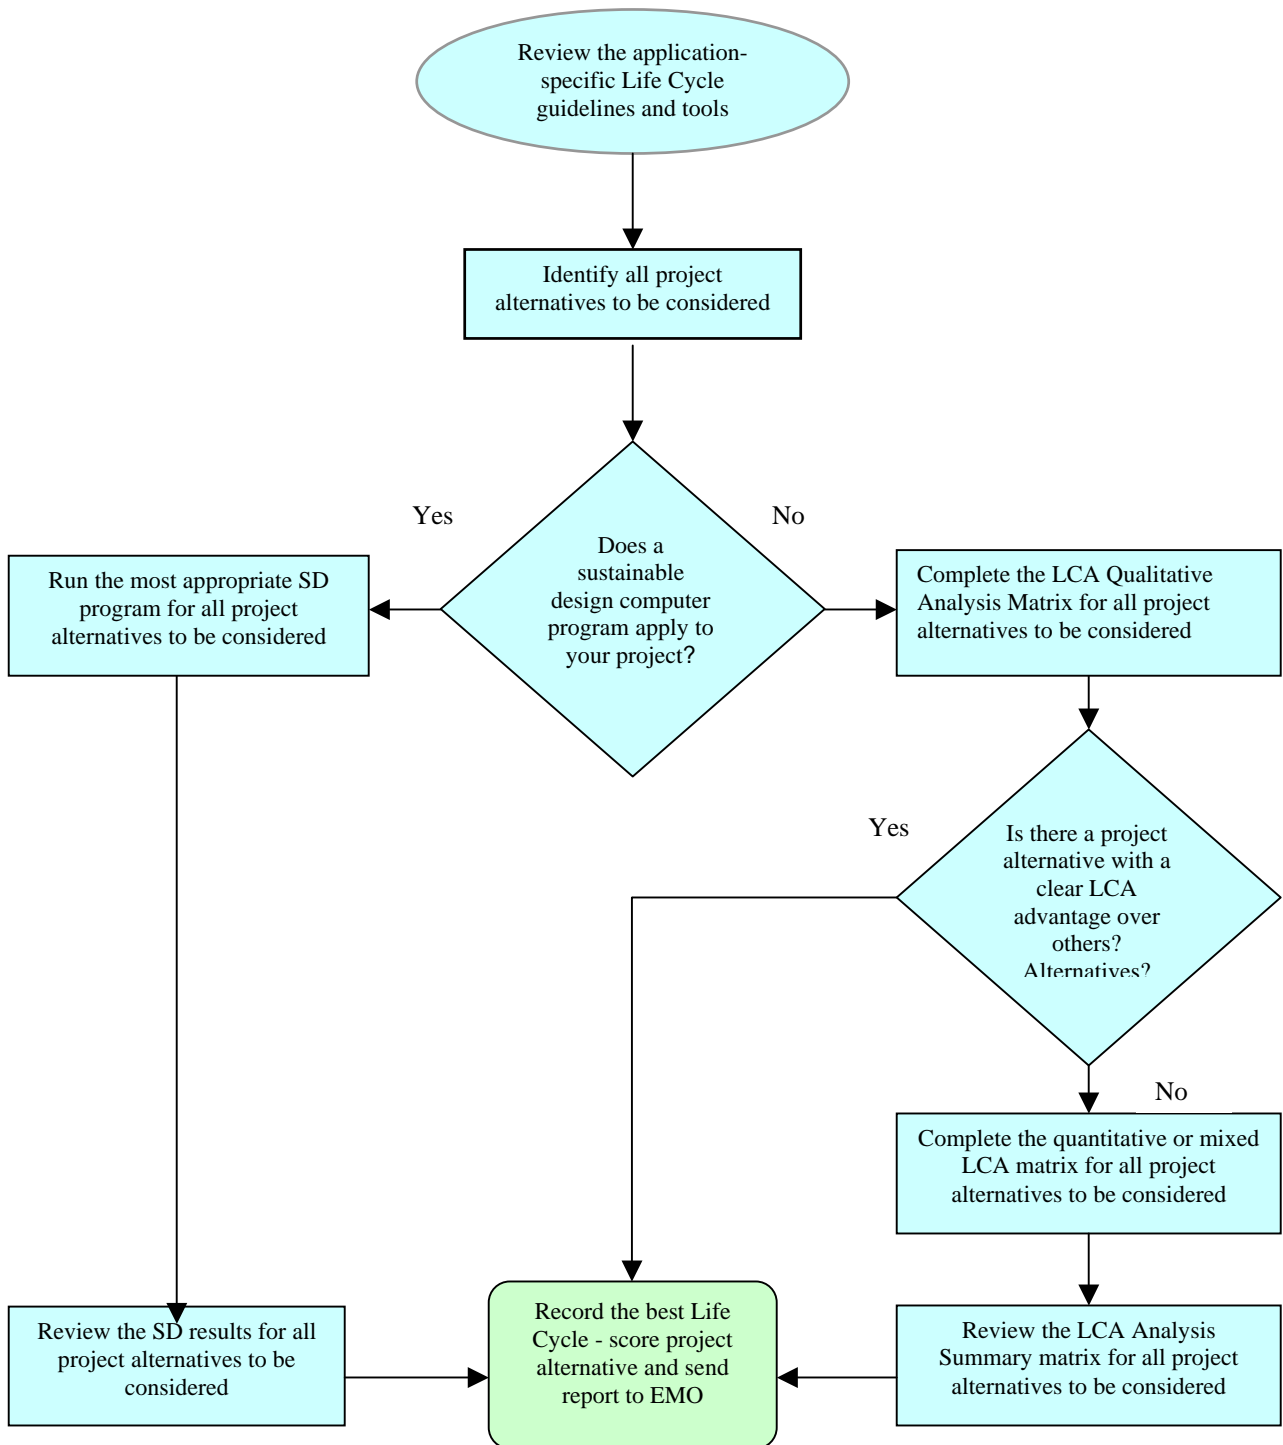 Review the application-
specific Life Cycle
guidelines and tools
Identify all project
alternatives to be considered
Yes
No
Does a
sustainable
design computer
program apply to
your project?
Run the most appropriate SD
program for all project
alternatives to be considered
Complete the LCA Qualitative
Analysis Matrix for all project
alternatives to be considered
Yes
Is there a project
alternative with a
clear LCA
advantage over
others?
Alternatives?
No
Complete the quantitative or mixed
LCA matrix for all project
alternatives to be considered
Review the SD results for all
project alternatives to be
considered
Record the best Life
Cycle - score project
alternative and send
report to EMO
Review the LCA Analysis
Summary matrix for all project
alternatives to be considered